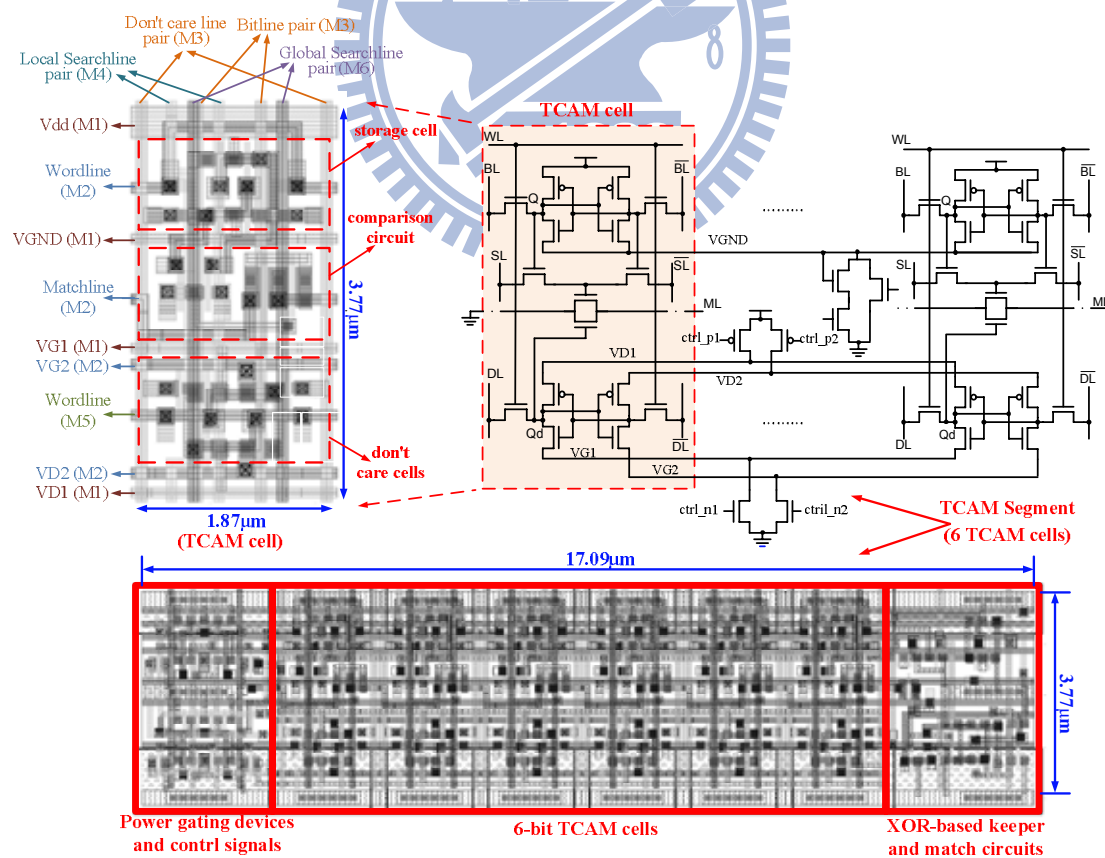 Don't care line
pair (M3)
Bitline pair (M3)
Local Searchline
pair (M4)
Global Searchline
pair (M6)
Vdd (M1)
Wordline
(M2)
VGND (M1)
Matchline
(M2)
VG1 (M1)
VG2 (M2)
Wordline
(M5)
VD2 (M2)
VD1 (M1)
storage cell
comparison
circuit
don't
care cells
3.77μm
1.87μm
(TCAM cell)
TCAM cell
WL
BL
BL
Q
SL
SL
VGND
ML
ctrl_p1
ctrl_p2
VD1
VD2
DL
DL
Qd
VG1
VG2
ctrl_n1
ctril_n2
.........
.........
WL
BL
BL
Q
SL
SL
DL
DL
Qd
TCAM Segment
(6 TCAM cells)
17.09μm
3.77μm
Power gating devices
and contrl signals
6-bit TCAM cells
XOR-based keeper
and match circuits